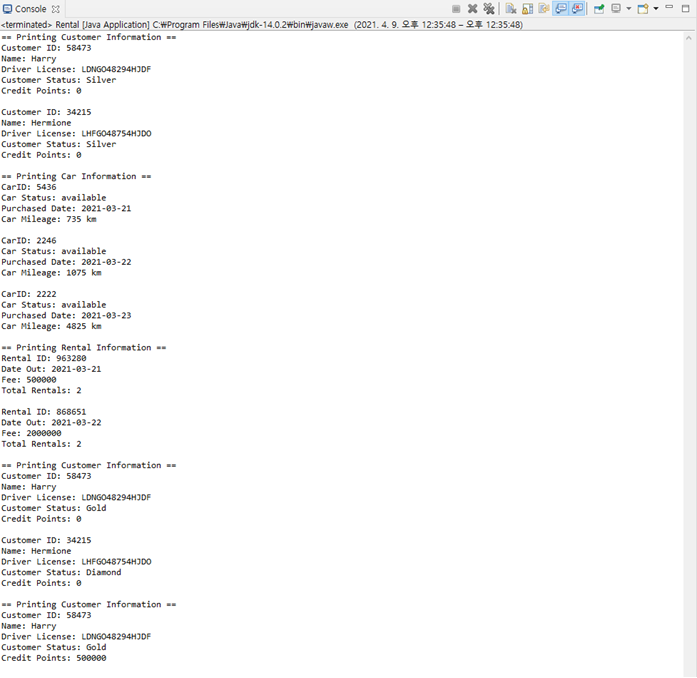 Console
<terminated> Rental [Java Application] C:₩Program Files₩Java₩jdk-14.0.2₩bin₩javaw.exe (2021. 4. 9. 오후 12:35:48 – 오후 12:35:48)
== Printing Customer Information ==
Customer ID: 58473
Name: Harry
Driver License: LDNGO48294HJDF
Customer Status: Silver
Credit Points: 0

Customer ID: 34215
Name: Hermione
Driver License: LHFGO48754HJDO
Customer Status: Silver
Credit Points: 0

== Printing Car Information ==
CarID: 5436
Car Status: available
Purchased Date: 2021-03-21
Car Mileage: 735 km

CarID: 2246
Car Status: available
Purchased Date: 2021-03-22
Car Mileage: 1075 km

CarID: 2222
Car Status: available
Purchased Date: 2021-03-23
Car Mileage: 4825 km

== Printing Rental Information ==
Rental ID: 963280
Date Out: 2021-03-21
Fee: 500000
Total Rentals: 2

Rental ID: 868651
Date Out: 2021-03-22
Fee: 2000000
Total Rentals: 2

== Printing Customer Information ==
Customer ID: 58473
Name: Harry
Driver License: LDNGO48294HJDF
Customer Status: Gold
Credit Points: 0

Customer ID: 34215
Name: Hermione
Driver License: LHFGO48754HJDO
Customer Status: Diamond
Credit Points: 0

== Printing Customer Information ==
Customer ID: 58473
Name: Harry
Driver License: LDNGO48294HJDF
Customer Status: Gold
Credit Points: 500000